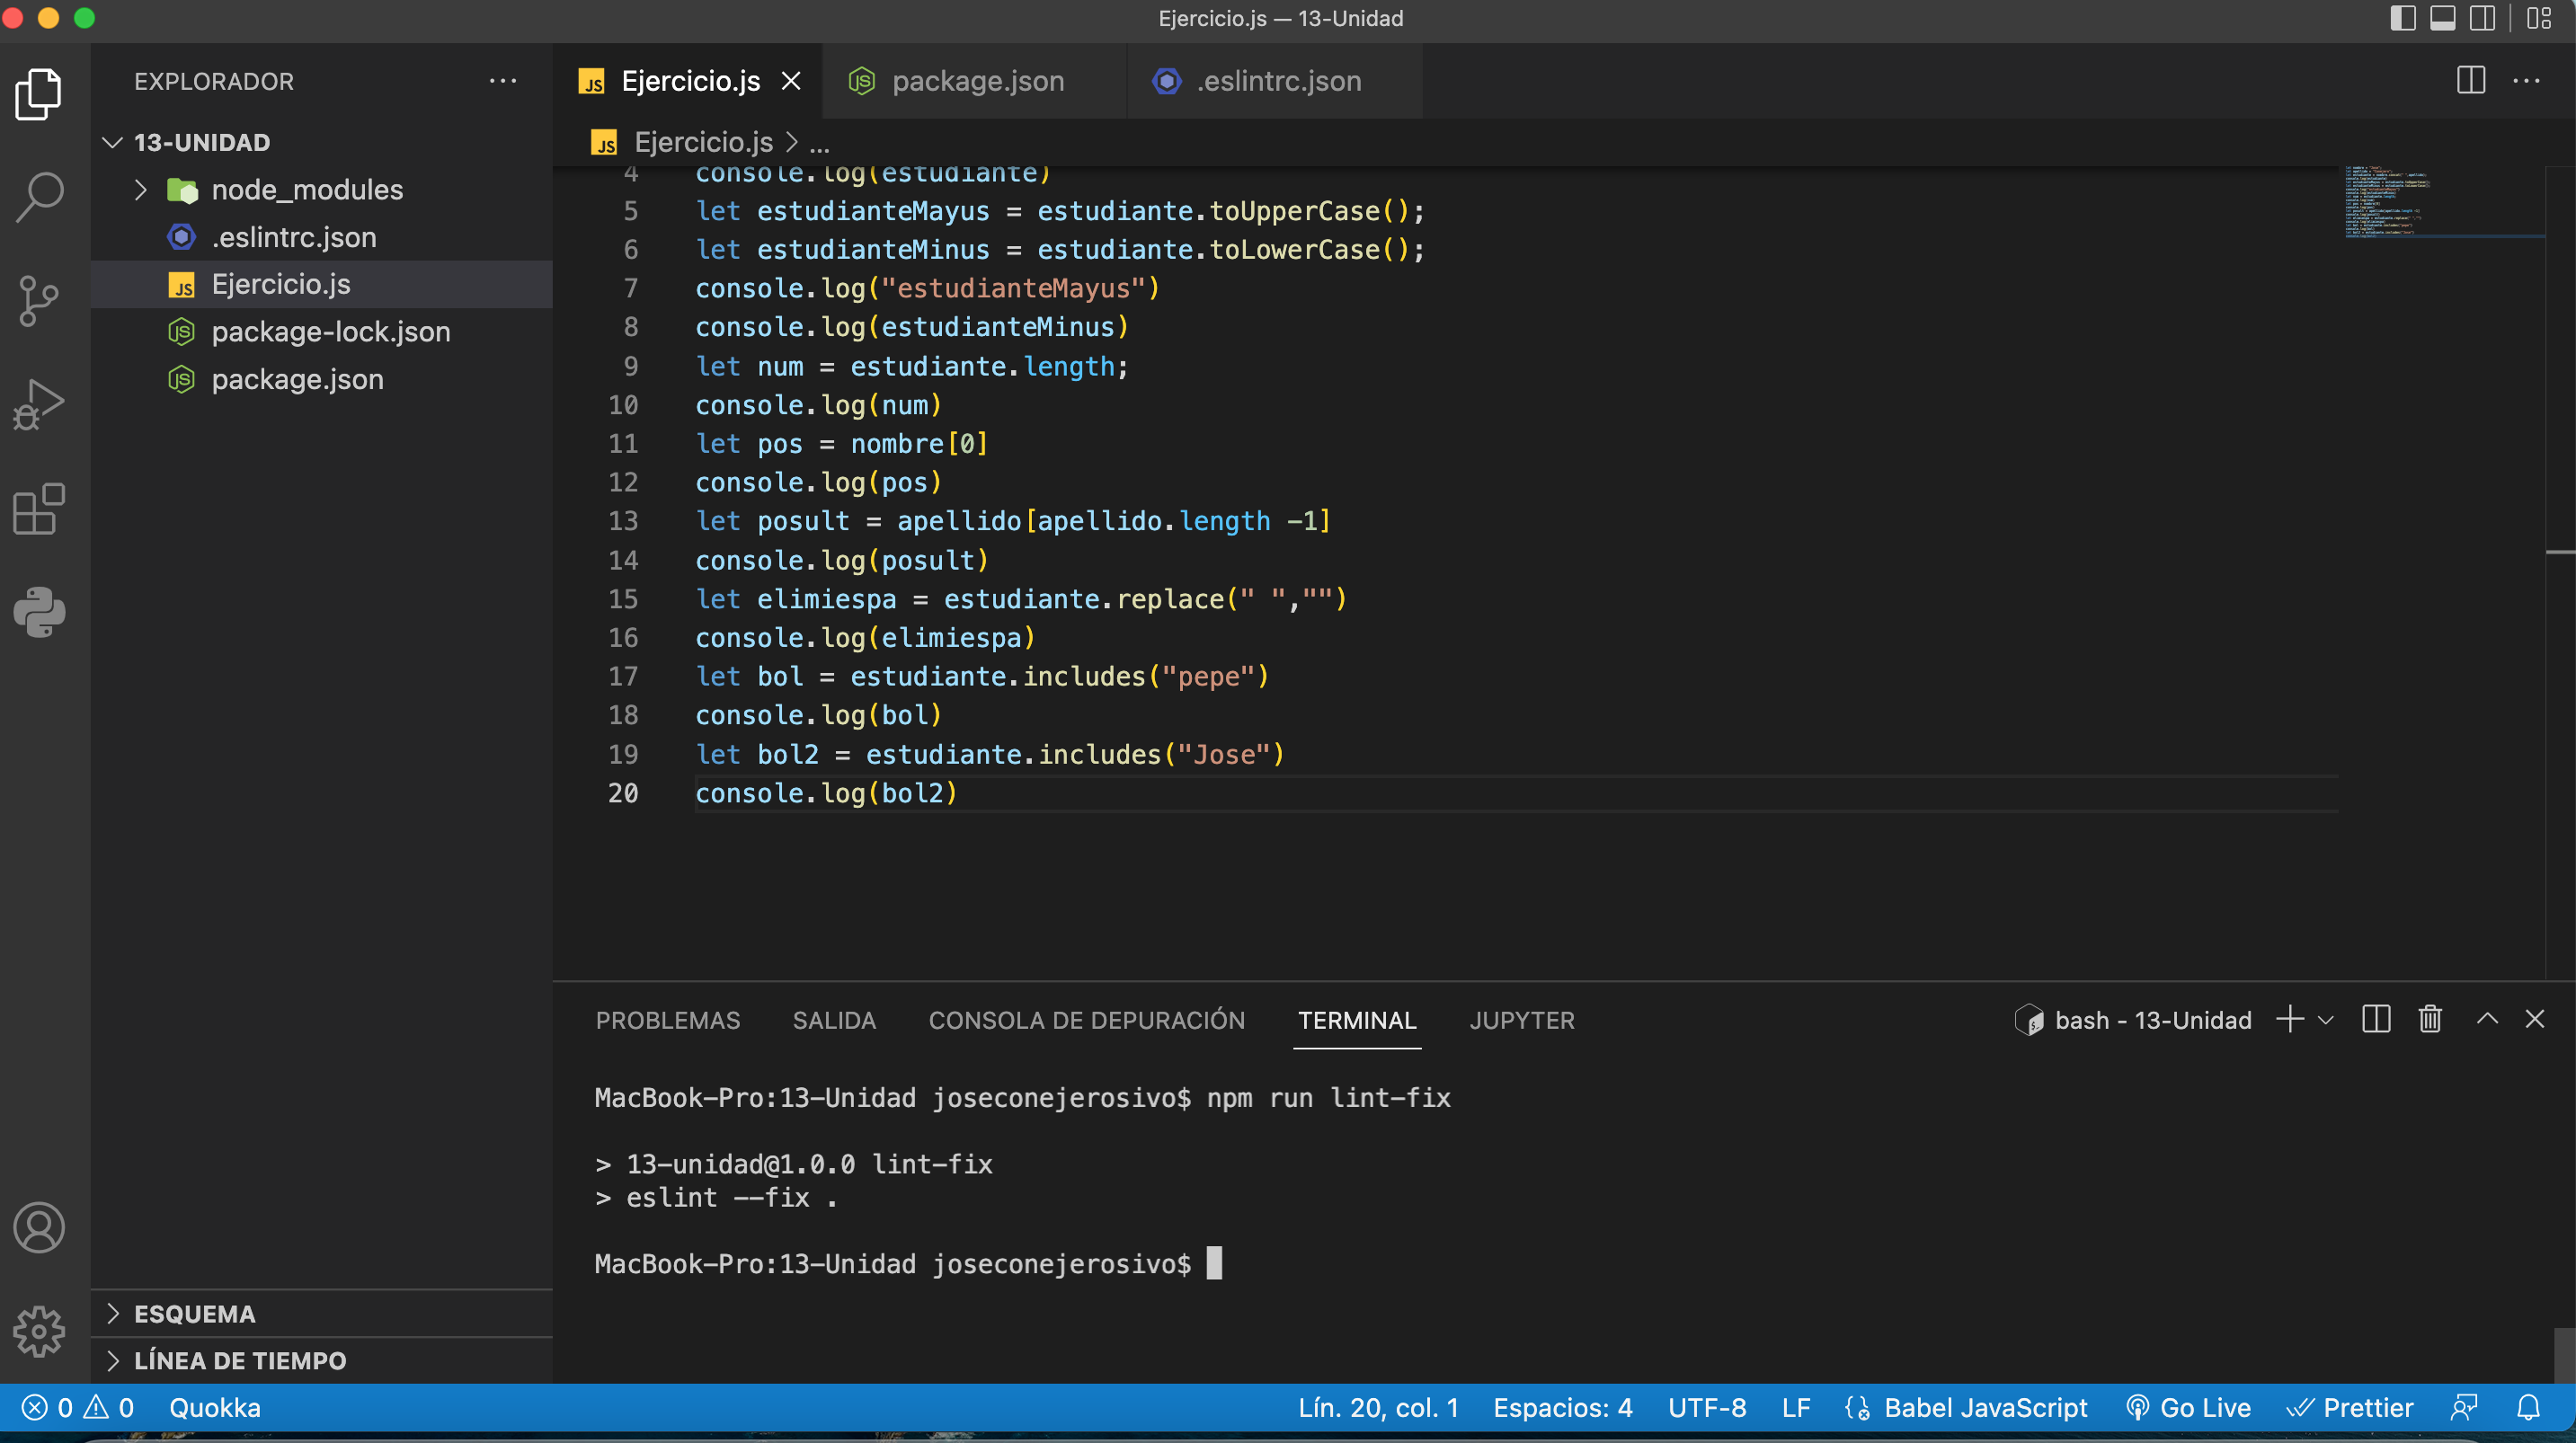 Ejercicio.js — 13-Unidad
EXPLORADOR
13-UNIDAD
node_modules
.eslintrc.json
Ejercicio.js
package-lock.json
package.json
ESQUEMA
LÍNEA DE TIEMPO
Ejercicio.js
package.json
.eslintrc.json
Ejercicio.js > ...
4 console.log(estudiante)
5 let estudianteMayus = estudiante.toUpperCase();
6 let estudianteMinus = estudiante.toLowerCase();
7 console.log("estudianteMayus")
8 console.log(estudianteMinus)
9 let num = estudiante.length;
10 console.log(num)
11 let pos = nombre[0]
12 console.log(pos)
13 let posult = apellido[apellido.length -1]
14 console.log(posult)
15 let elimiespa = estudiante.replace(" ","")
16 console.log(elimiespa)
17 let bol = estudiante.includes("pepe")
18 console.log(bol)
19 let bol2 = estudiante.includes("Jose")
20 console.log(bol2)
PROBLEMAS SALIDA CONSOLA DE DEPURACIÓN TERMINAL JUPYTER
bash - 13-Unidad
MacBook-Pro:13-Unidad joseconejerosivo$ npm run lint-fix
> 13-unidad@1.0.0 lint-fix
> eslint --fix .
MacBook-Pro:13-Unidad joseconejerosivo$
0 0 Quokka
Lín. 20, col. 1 Espacios: 4 UTF-8 LF Babel JavaScript Go Live Prettier